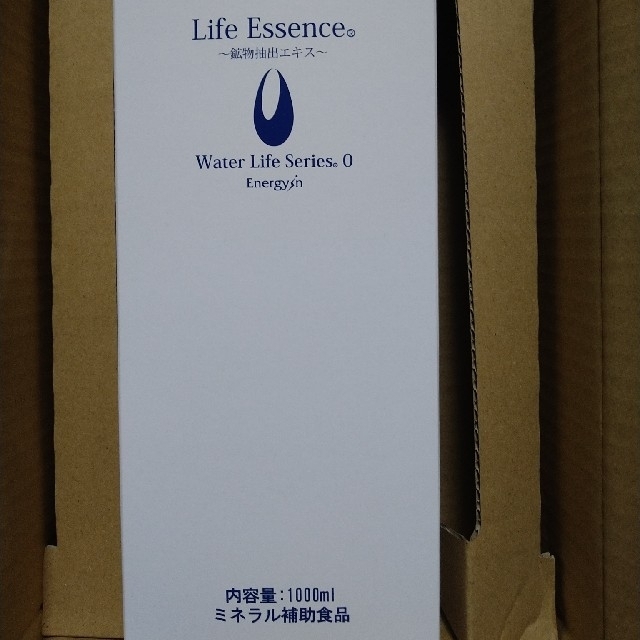 Life Essence®
～鉱物抽出エキス～
Water Life Series® 0
Energysh
内容量:1000ml
ミネラル補助食品